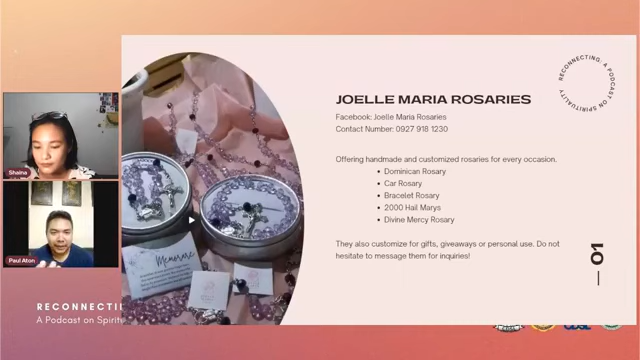 JOELLE MARIA ROSARIES
Facebook: Joelle Maria Rosaries
Contact Number: 0927 918 1230
Offering handmade and customized rosaries for every occasion.
• Dominican Rosary
• Car Rosary
• Bracelet Rosary
• 2000 Hail Marys
• Divine Mercy Rosary
They also customize for gifts, giveaways or personal use. Do not
hesitate to message them for inquiries!
RECONNECTING: A PODCAST ON SPIRITUALITY
— 01
Shaina
Paul Aton
Memorare
RECONNECTI
A Podcast on Spirit